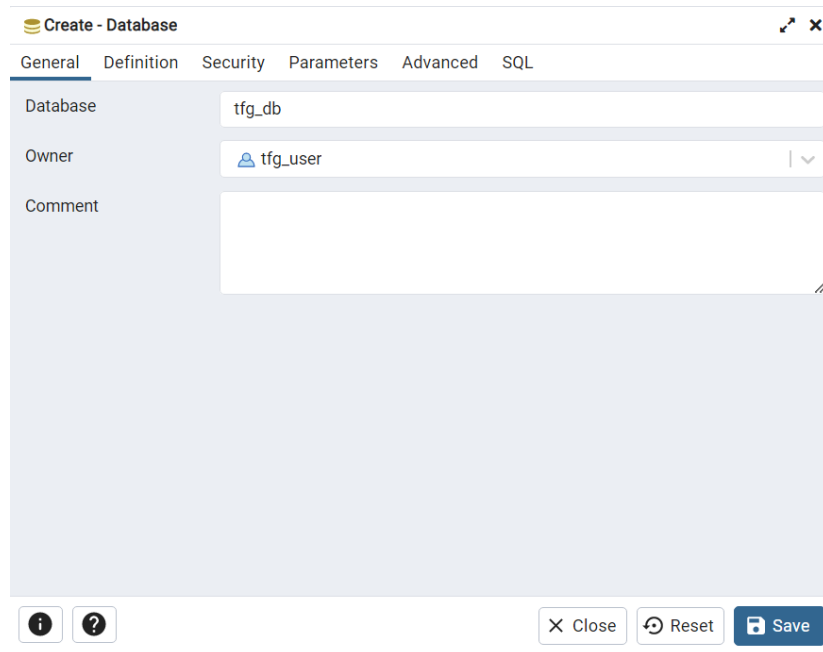 Create - Database
General Definition Security Parameters Advanced SQL
Database tfg_db
Owner tfg_user
Comment
Close Reset Save